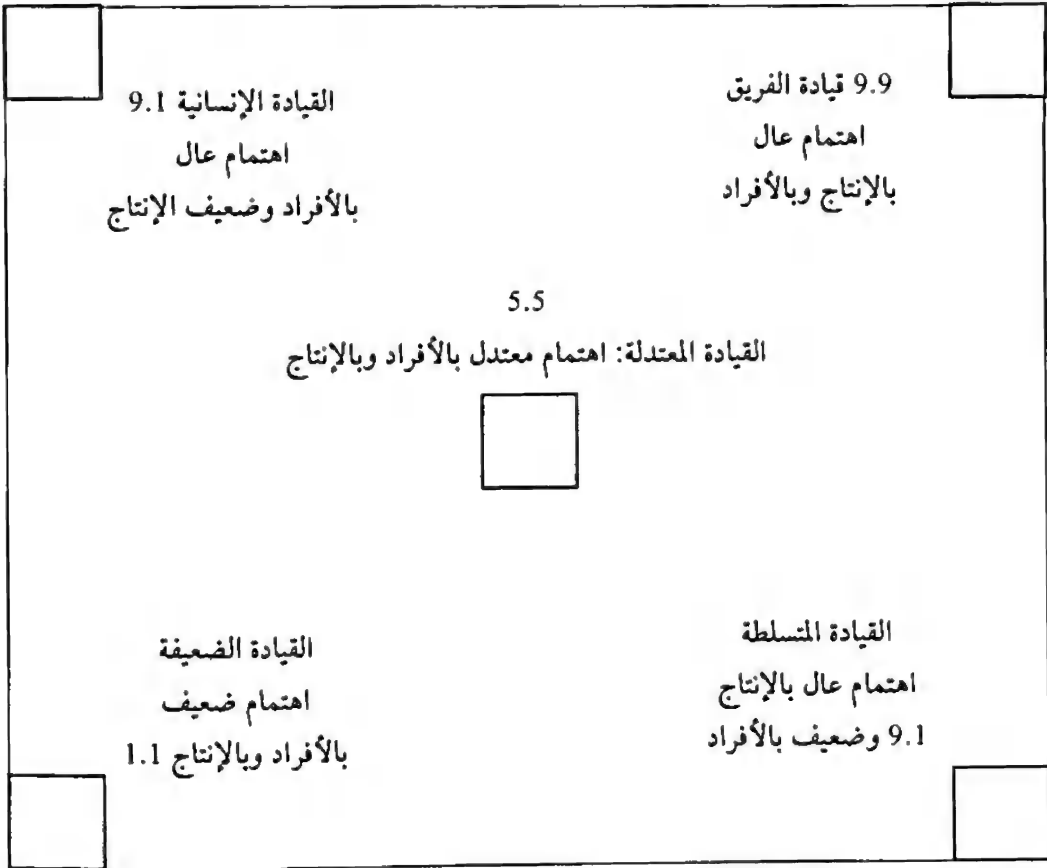 9.9 قيادة الفريق
اهتمام عال
بالإنتاج وبالأفراد
القيادة الإنسانية 9.1
اهتمام عال
بالأفراد وضعيف الإنتاج
5.5
القيادة المعتدلة: اهتمام معتدل بالأفراد وبالإنتاج
القيادة المتسلطة
اهتمام عال بالإنتاج
9.1 وضعيف بالأفراد
القيادة الضعيفة
اهتمام ضعيف
بالأفراد وبالإنتاج 1.1